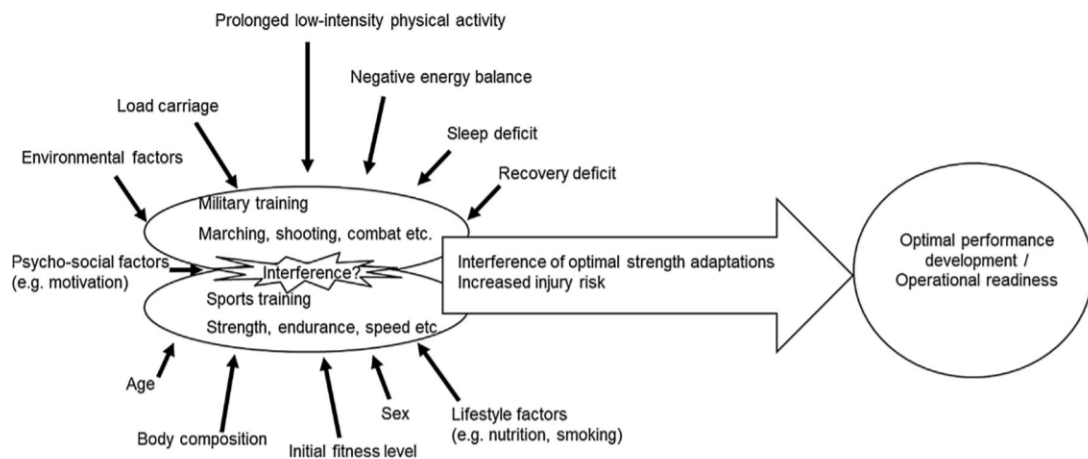 Prolonged low-intensity physical activity
Negative energy balance
Load carriage
Sleep deficit
Environmental factors
Recovery deficit
Military training
Marching, shooting, combat etc.
Psycho-social factors
(e.g. motivation)
Interference?
Sports training
Strength, endurance, speed etc
Interference of optimal strength adaptations
Increased injury risk
Optimal performance
development /
Operational readiness
Age
Body composition
Initial fitness level
Sex
Lifestyle factors
(e.g. nutrition, smoking)